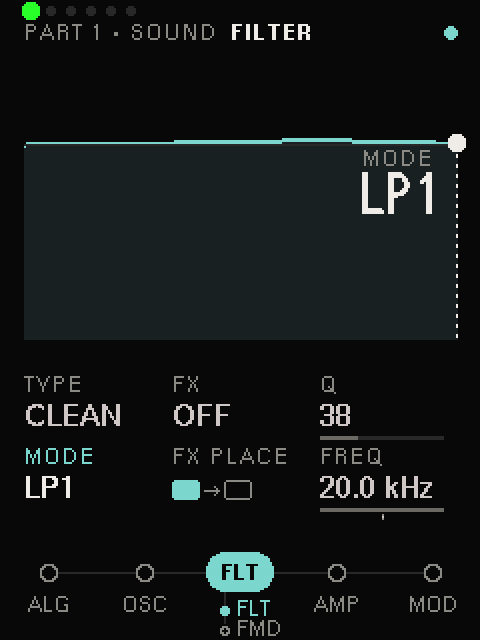 PART 1 · SOUND FILTER
MODE
LP1
TYPE FX Q
CLEAN OFF 38
MODE FX PLACE FREQ
LP1 20.0 kHz
FLT
ALG OSC AMP MOD
FLT
FMD